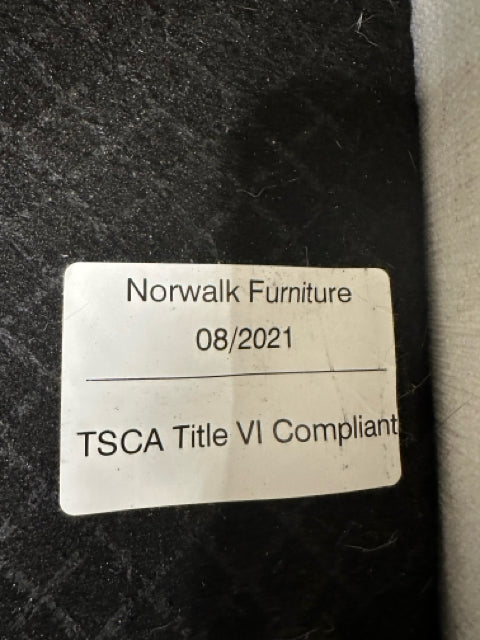 Norwalk Furniture
08/2021
TSCA Title VI Compliant